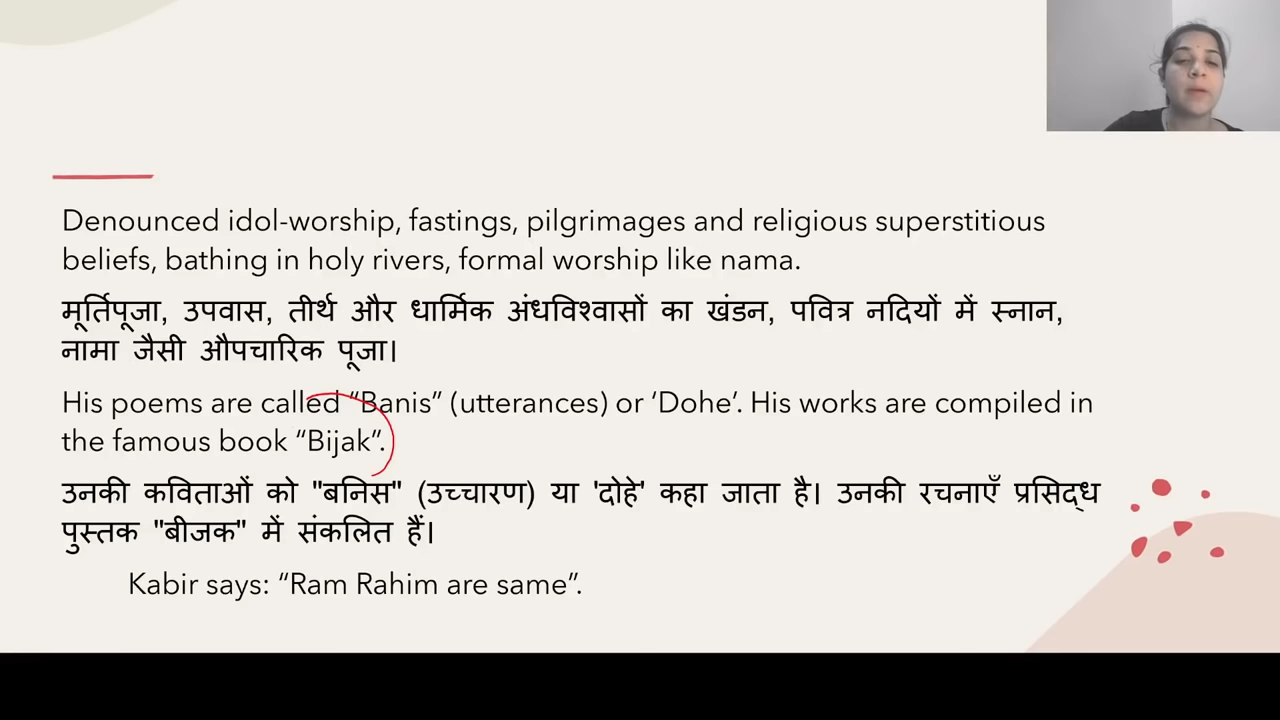 Denounced idol-worship, fastings, pilgrimages and religious superstitious
beliefs, bathing in holy rivers, formal worship like nama.
मूर्तिपूजा, उपवास, तीर्थ और धार्मिक अंधविश्वासों का खंडन, पवित्र नदियों में स्नान,
नामा जैसी औपचारिक पूजा।
His poems are called “Banis” (utterances) or ‘Dohe’. His works are compiled in
the famous book “Bijak”.
उनकी कविताओं को "बनिस" (उच्चारण) या 'दोहे' कहा जाता है। उनकी रचनाएँ प्रसिद्ध
पुस्तक "बीजक" में संकलित हैं।
Kabir says: “Ram Rahim are same”.